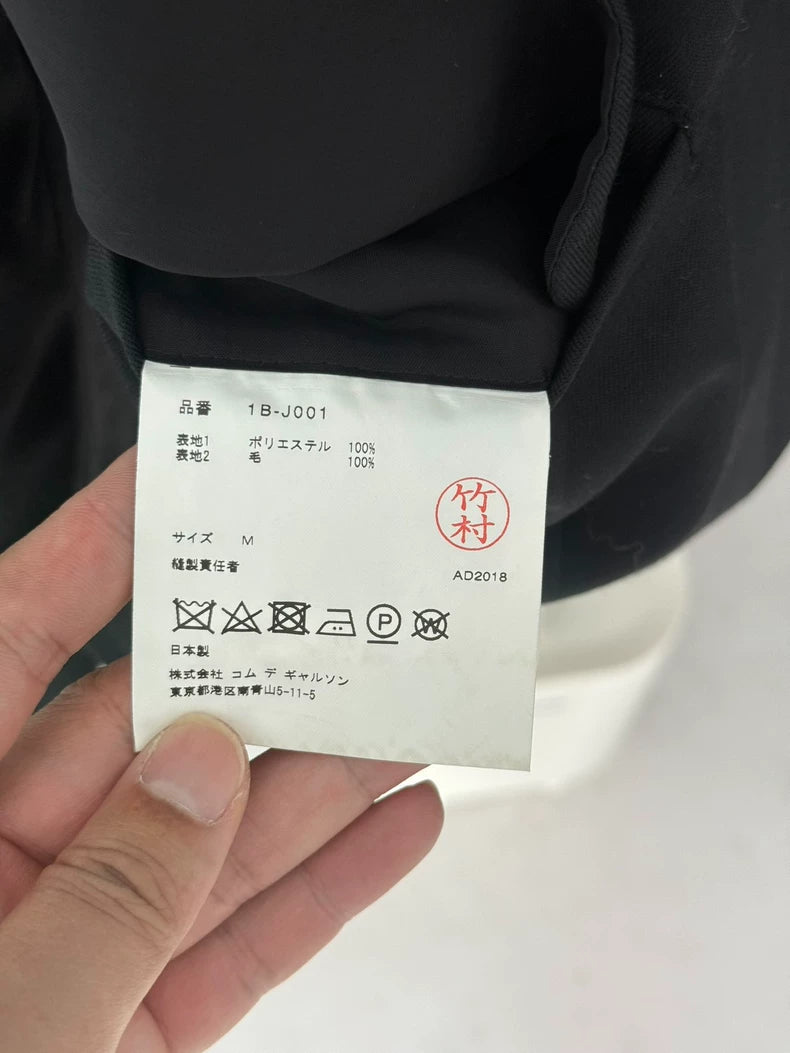 品番 1B-J001
表地1 ポリエステル 100%
表地2 毛 100%
竹村
サイズ M
縫製責任者
AD2018
P W
日本製
株式会社 コム デ ギャルソン
東京都港区南青山5-11-5